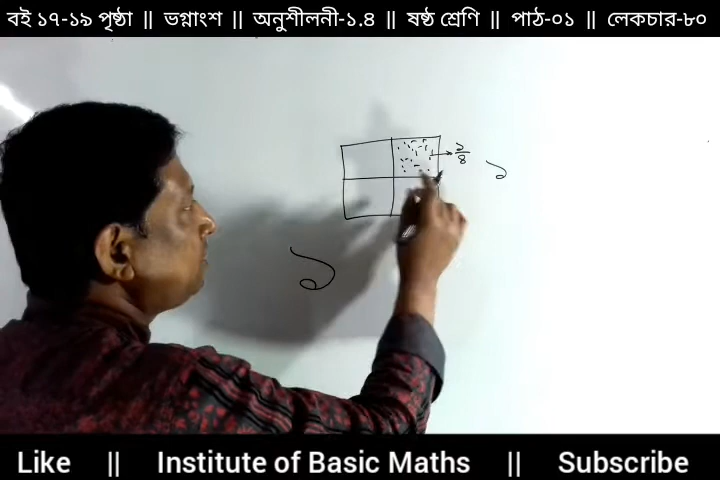 বই ১৭-১৯ পৃষ্ঠা || ভগ্নাংশ || অনুশীলনী-১.৪ || ষষ্ঠ শ্রেণি || পাঠ-০১ || লেকচার-৮০
১/৪
১
১
Like || Institute of Basic Maths || Subscribe